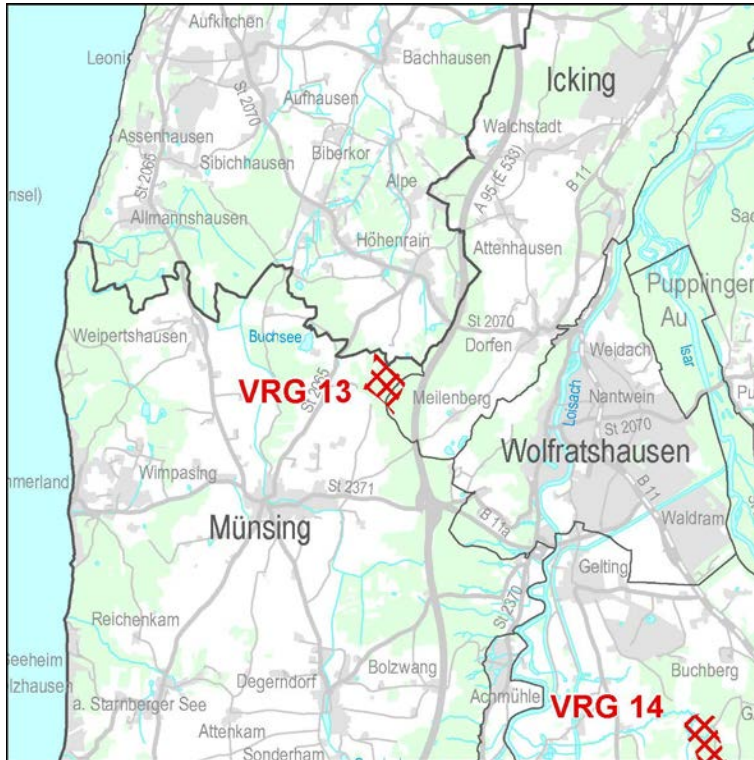 Aufkirchen
Leoni
Bachhausen
Icking
St 2070
Aufhausen
Assenhausen
Walchstadt
St 2065
Sibichhausen
Biberkor
A 95 (E 533)
B 11
nsel)
Alpe
Allmannshausen
Höhenrain
Attenhausen
Pupplinger
Au
Isar
Weipertshausen
Buchsee
St 2070
Dorfen
Weidach
St 2065
VRG 13
Meilenberg
Loisach
Nantwein
St 2070
Wolfratshausen
mmerland
Wimpasing
St 2371
B 11
Münsing
B 11a
Waldram
Gelting
St 2370
Reichenkam
Seeheim
Bolzwang
Buchberg
Degerndorf
Achmühle
a. Starnberger See
VRG 14
Attenkam
Sonderham